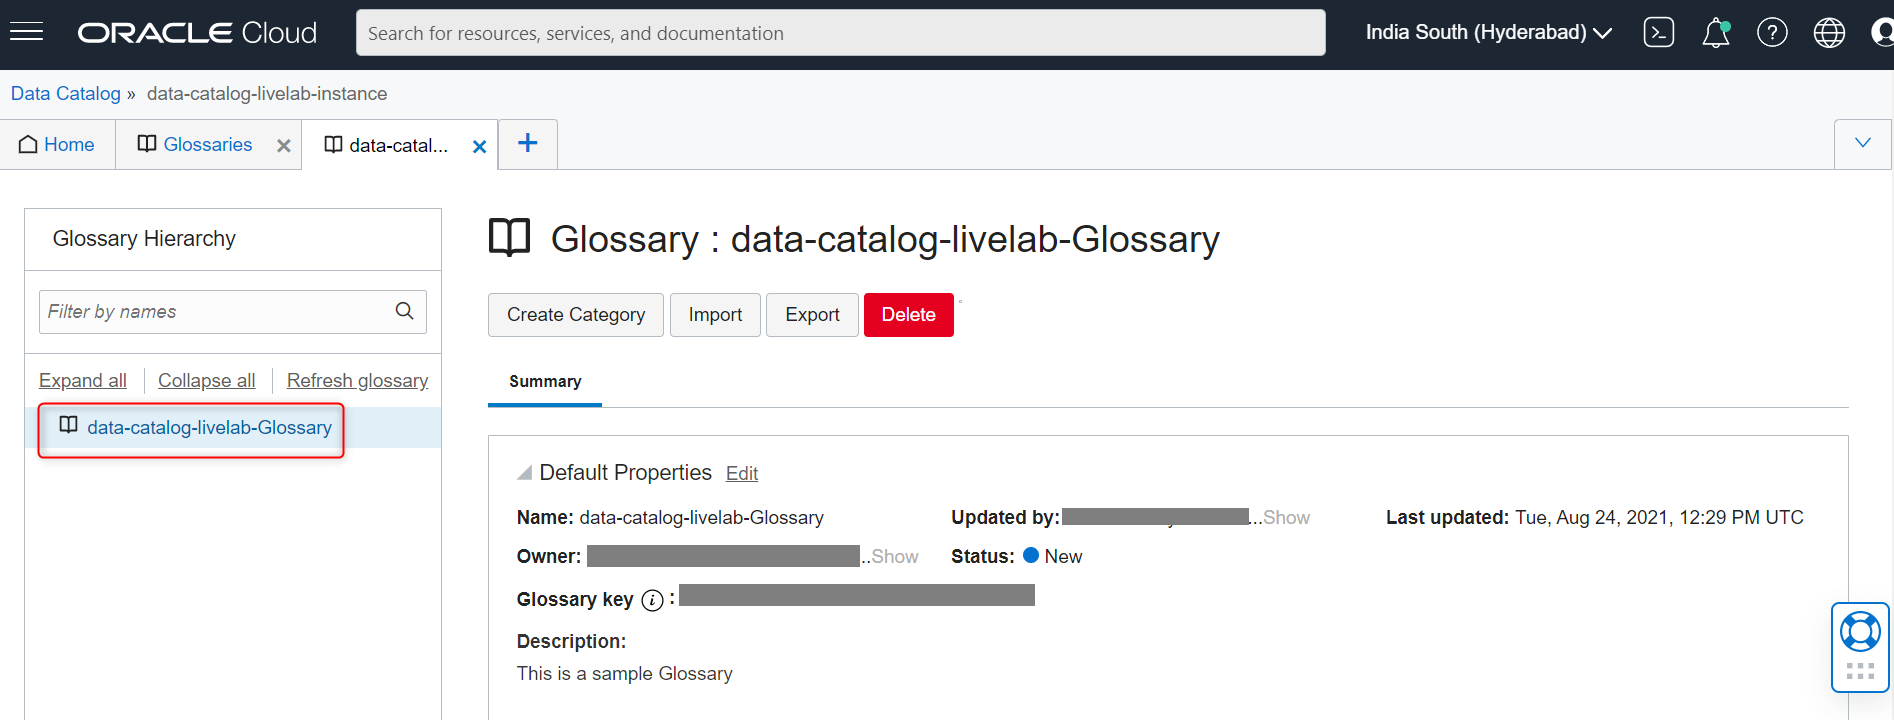 ORACLE Cloud
Search for resources, services, and documentation
India South (Hyderabad)
Data Catalog » data-catalog-livelab-instance
Home
Glossaries
data-catal...
Glossary Hierarchy
Filter by names
Expand all
Collapse all
Refresh glossary
data-catalog-livelab-Glossary
Glossary : data-catalog-livelab-Glossary
Create Category
Import
Export
Delete
Summary
Default Properties Edit
Name: data-catalog-livelab-Glossary
Updated by: ...Show
Last updated: Tue, Aug 24, 2021, 12:29 PM UTC
Owner: ..Show
Status: New
Glossary key i :
Description:
This is a sample Glossary